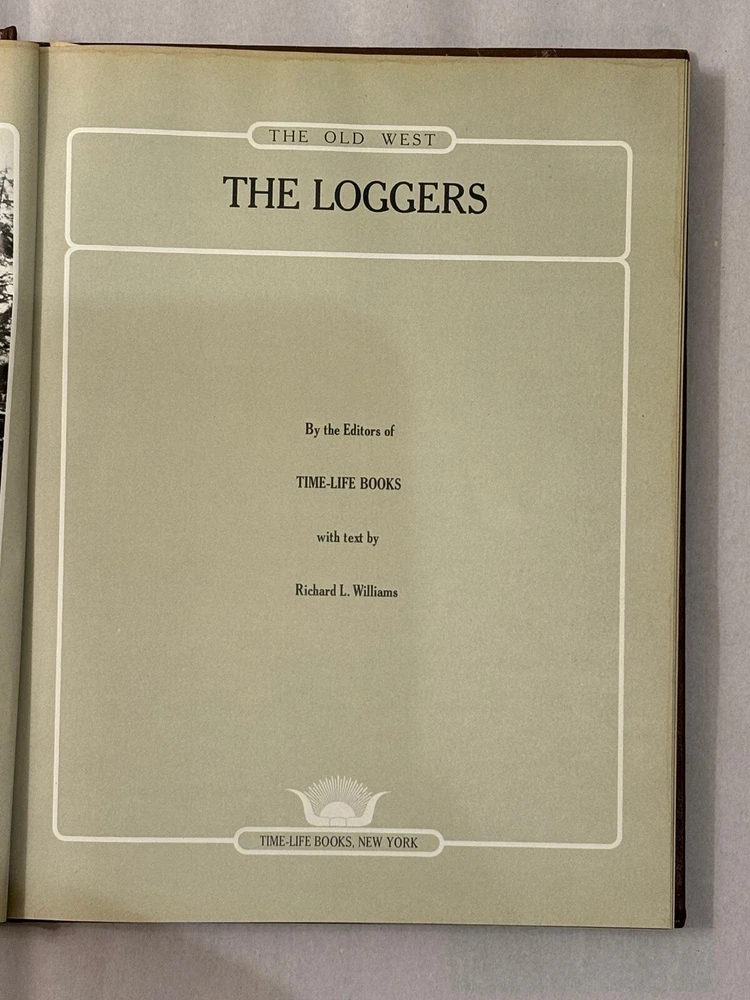 THE OLD WEST
THE LOGGERS
By the Editors of
TIME-LIFE BOOKS
with text by
Richard L. Williams
TIME-LIFE BOOKS, NEW YORK